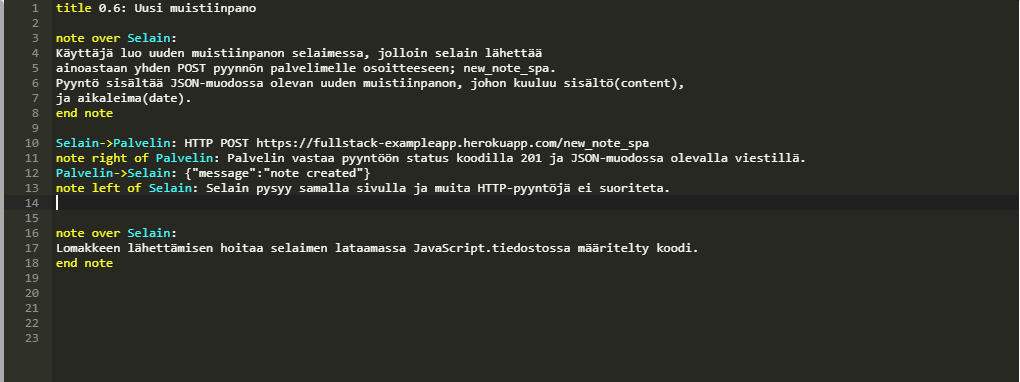 1 title 0.6: Uusi muistiinpano
2
3 note over Selain:
4 Käyttäjä luo uuden muistiinpanon selaimessa, jolloin selain lähettää
5 ainoastaan yhden POST pyynnön palvelimelle osoitteeseen; new_note_spa.
6 Pyyntö sisältää JSON-muodossa olevan uuden muistiinpanon, johon kuuluu sisältö(content),
7 ja aikaleima(date).
8 end note
9
10 Selain->Palvelin: HTTP POST https://fullstack-exampleapp.herokuapp.com/new_note_spa
11 note right of Palvelin: Palvelin vastaa pyyntöön status koodilla 201 ja JSON-muodossa olevalla viestillä.
12 Palvelin->Selain: {"message":"note created"}
13 note left of Selain: Selain pysyy samalla sivulla ja muita HTTP-pyyntöjä ei suoriteta.
14
15
16 note over Selain:
17 Lomakkeen lähettämisen hoitaa selaimen lataamassa JavaScript.tiedostossa määritelty koodi.
18 end note
19
20
21
22
23